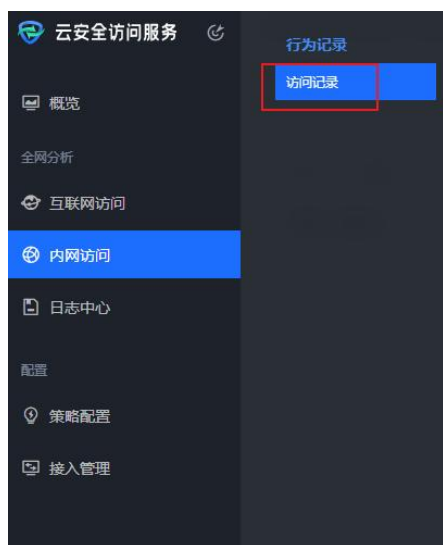 云安全访问服务
概览
全网分析
互联网访问
内网访问
日志中心
配置
策略配置
接入管理
行为记录
访问记录